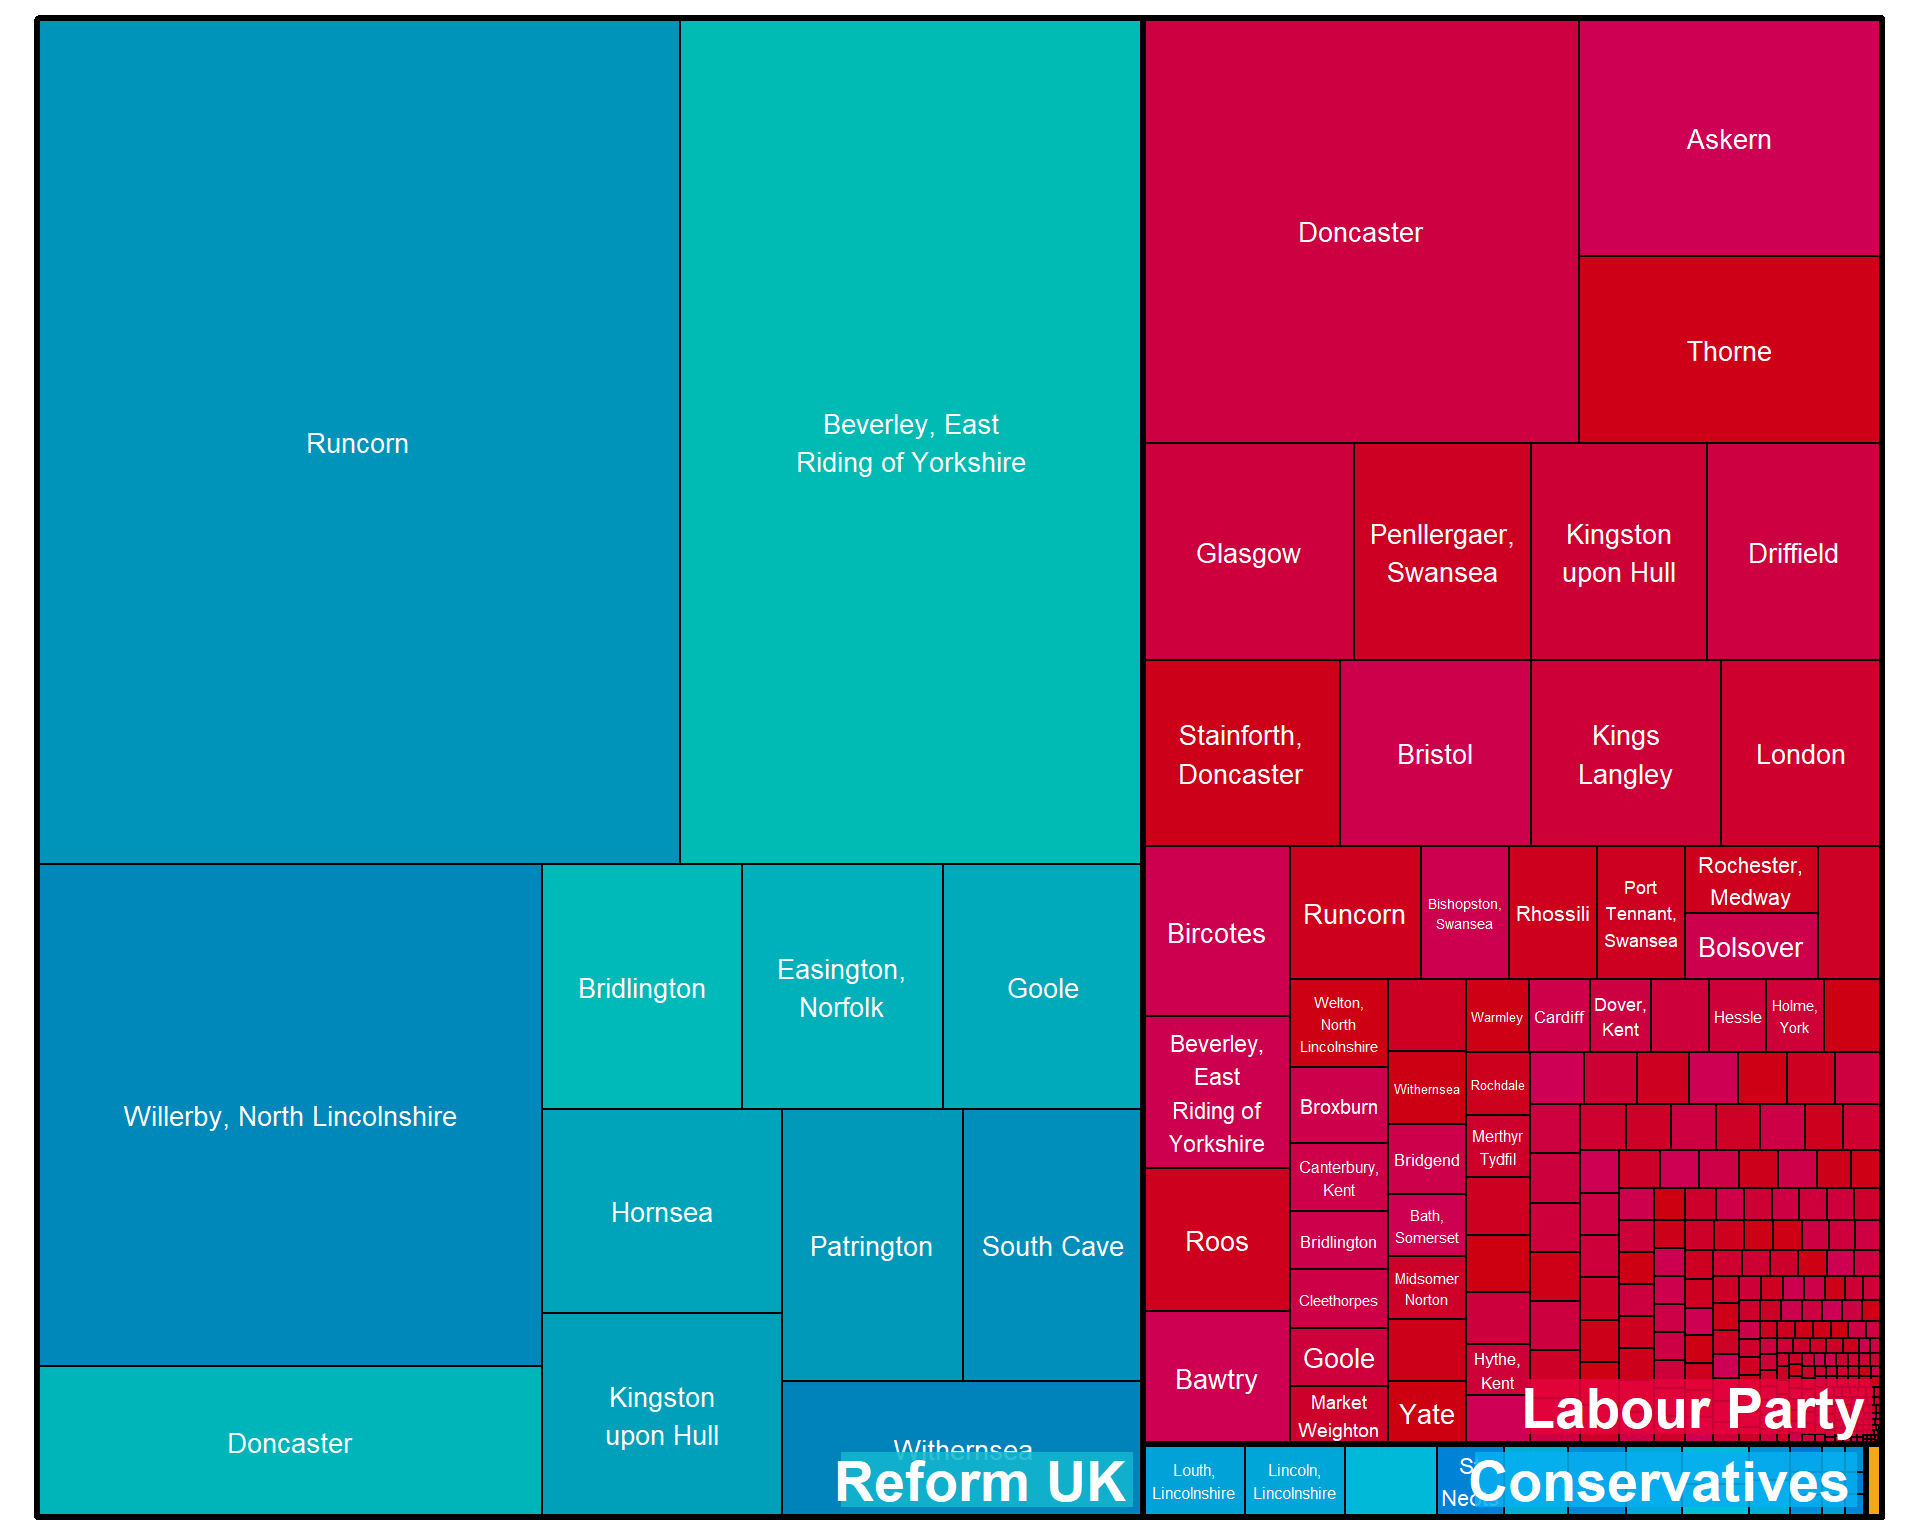 Runcorn
Beverley, East
Riding of Yorkshire
Willerby, North Lincolnshire
Doncaster
Bridlington
Easington,
Norfolk
Goole
Hornsea
Patrington
South Cave
Kingston
upon Hull
Withernsea
Reform UK
Doncaster
Askern
Thorne
Glasgow
Penllergaer,
Swansea
Kingston
upon Hull
Driffield
Stainforth,
Doncaster
Bristol
Kings
Langley
London
Bircotes
Beverley,
East
Riding of
Yorkshire
Roos
Bawtry
Runcorn
Bishopston,
Swansea
Rhossili
Port
Tennant,
Swansea
Rochester,
Medway
Bolsover
Welton,
North
Lincolnshire
Broxburn
Canterbury,
Kent
Bridlington
Cleethorpes
Goole
Market
Weighton
Withernsea
Bridgend
Bath,
Somerset
Midsomer
Norton
Yate
Warmley
Cardiff
Dover,
Kent
Hessle
Holme,
York
Rochdale
Merthyr
Tydfil
Hythe,
Kent
Labour Party
Louth,
Lincolnshire
Lincoln,
Lincolnshire
Conservatives